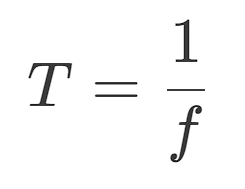 T = 1/f